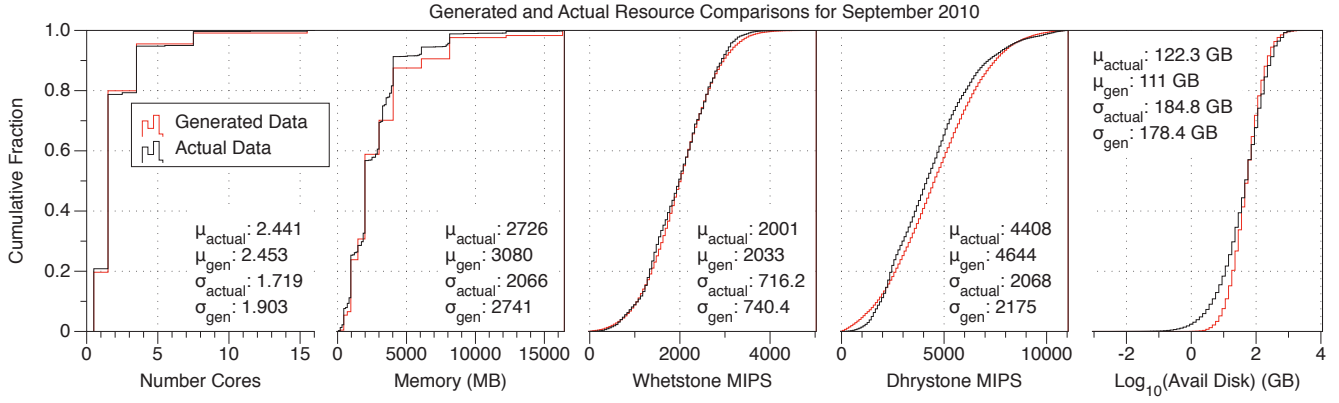 Generated and Actual Resource Comparisons for September 2010
Cumulative Fraction
1.0
0.8
0.6
0.4
0.2
0
Generated Data
Actual Data
μactual: 2.441
μgen: 2.453
σactual: 1.719
σgen: 1.903
0 5 10 15
Number Cores
μactual: 2726
μgen: 3080
σactual: 2066
σgen: 2741
0 5000 10000 15000
Memory (MB)
μactual: 2001
μgen: 2033
σactual: 716.2
σgen: 740.4
0 2000 4000
Whetstone MIPS
μactual: 4408
μgen: 4644
σactual: 2068
σgen: 2175
0 5000 10000
Dhrystone MIPS
μactual: 122.3 GB
μgen: 111 GB
σactual: 184.8 GB
σgen: 178.4 GB
-2 0 2 4
Log10(Avail Disk) (GB)